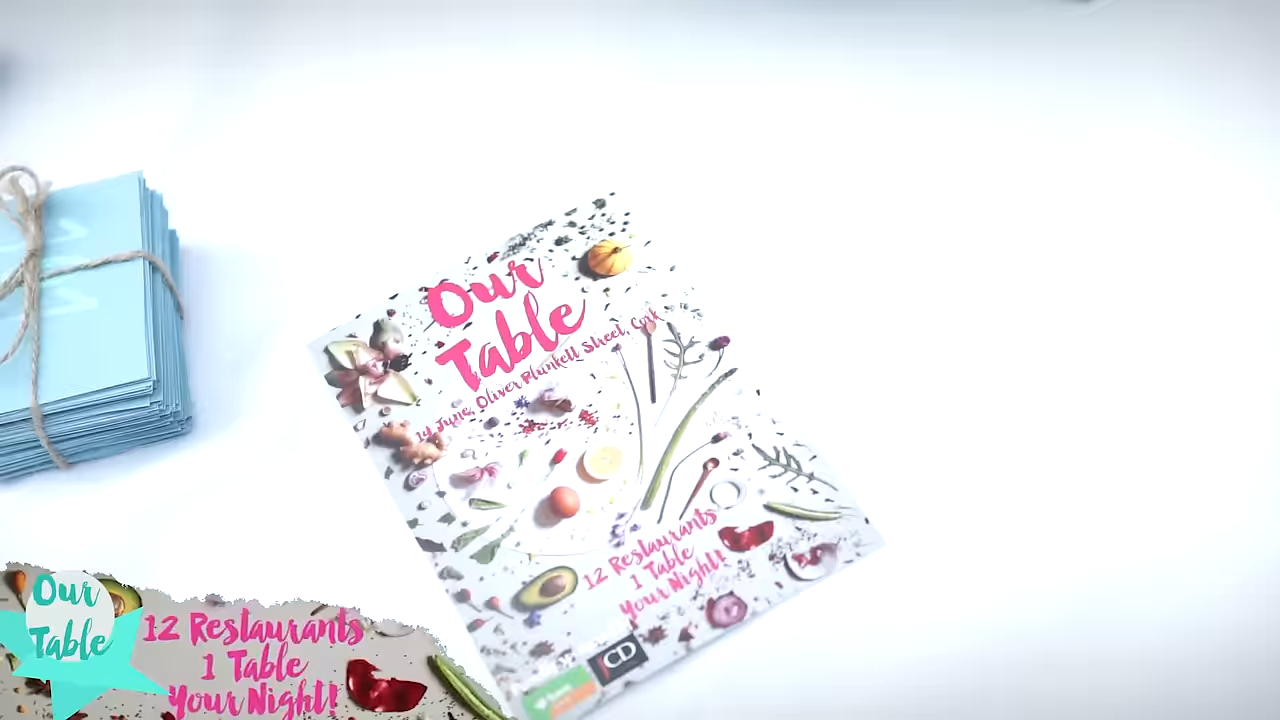 Our
Table
14 June, Oliver Plunkett Street, Cork
12 Restaurants
1 Table
Your Night!
JCD
Our
Table
12 Restaurants
1 Table
Your Night!